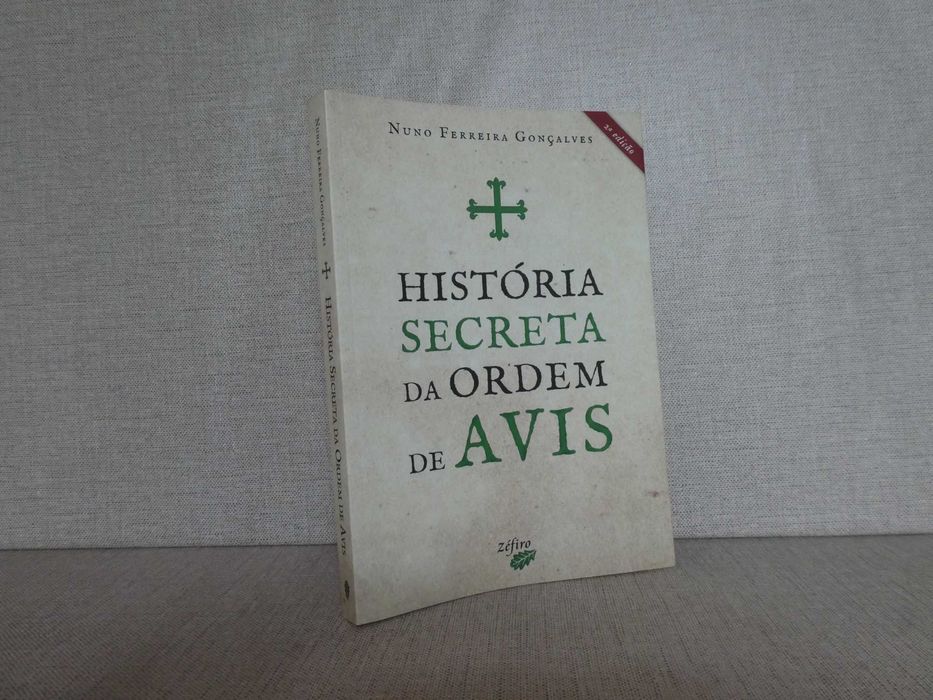 Nuno Ferreira Gonçalves
2ª edição
HISTÓRIA
SECRETA
DA ORDEM
DE AVIS
zéfiro
Nuno Ferreira Gonçalves História Secreta da Ordem de Avis